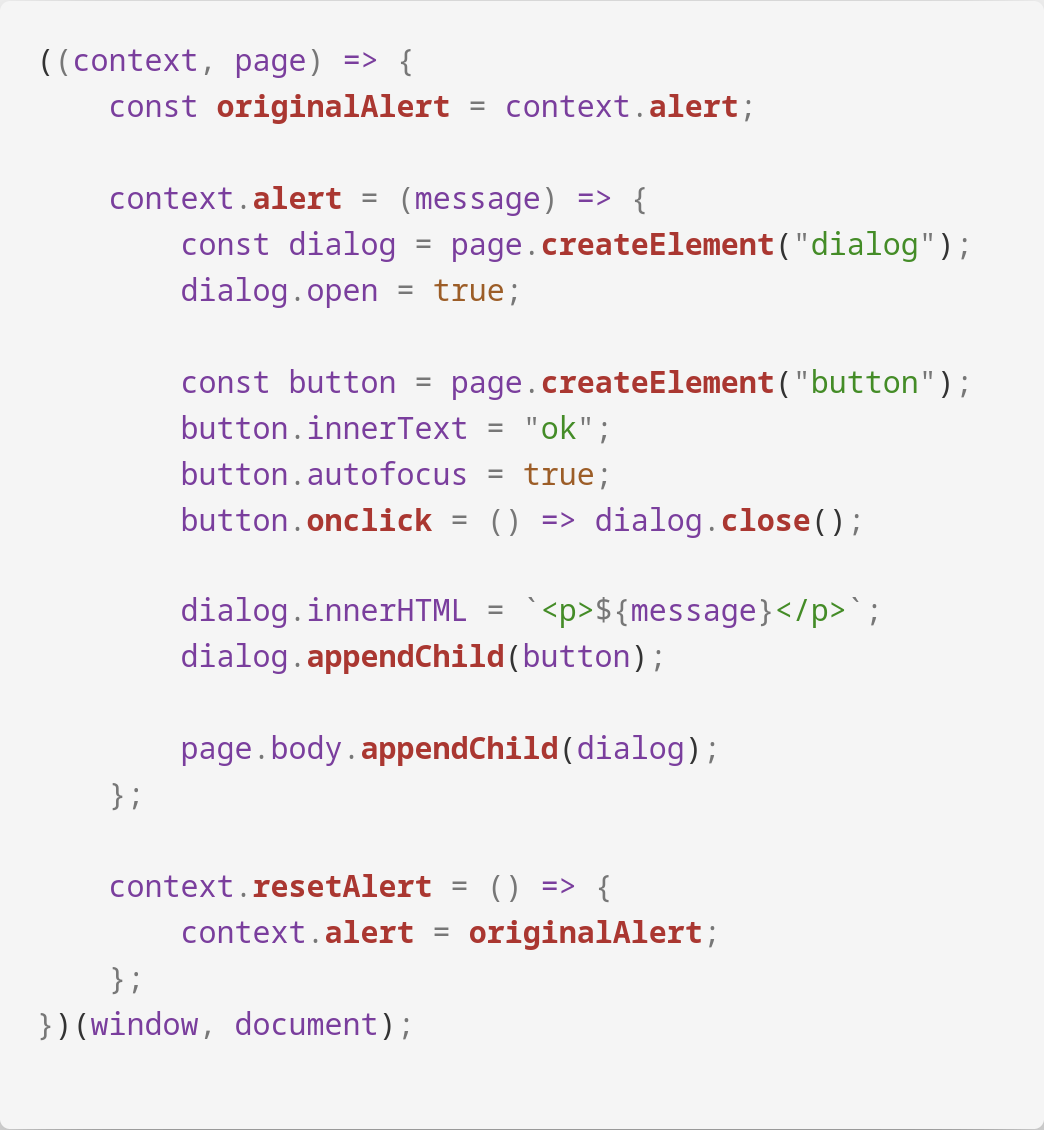 ((context, page) => {
    const originalAlert = context.alert;

    context.alert = (message) => {
        const dialog = page.createElement("dialog");
        dialog.open = true;

        const button = page.createElement("button");
        button.innerText = "ok";
        button.autofocus = true;
        button.onclick = () => dialog.close();

        dialog.innerHTML = `<p>${message}</p>`;
        dialog.appendChild(button);

        page.body.appendChild(dialog);
    };

    context.resetAlert = () => {
        context.alert = originalAlert;
    };
})(window, document);